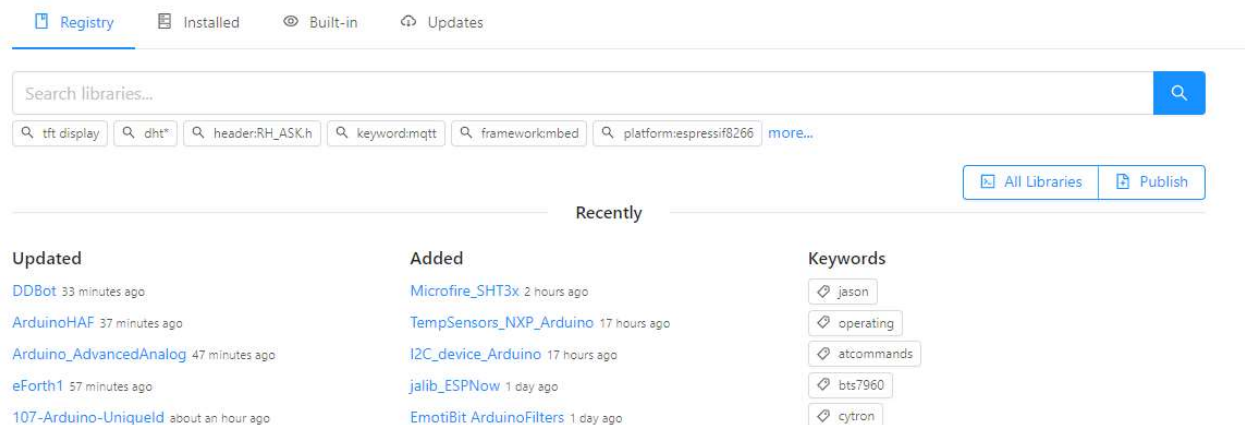 Registry Installed Built-in Updates
Search libraries...
tft display dht* header:RH_ASK.h keyword:mqtt framework:mbed platform:espressif8266 more...
All Libraries Publish
Recently
Updated
DDBot 33 minutes ago
ArduinoHAF 37 minutes ago
Arduino_AdvancedAnalog 47 minutes ago
eForth1 57 minutes ago
107-Arduino-UniqueId about an hour ago
Added
Microfire_SHT3x 2 hours ago
TempSensors_NXP_Arduino 17 hours ago
I2C_device_Arduino 17 hours ago
jalib_ESPNow 1 day ago
EmotiBit ArduinoFilters 1 day ago
Keywords
jason
operating
atcommands
bts7960
cytron